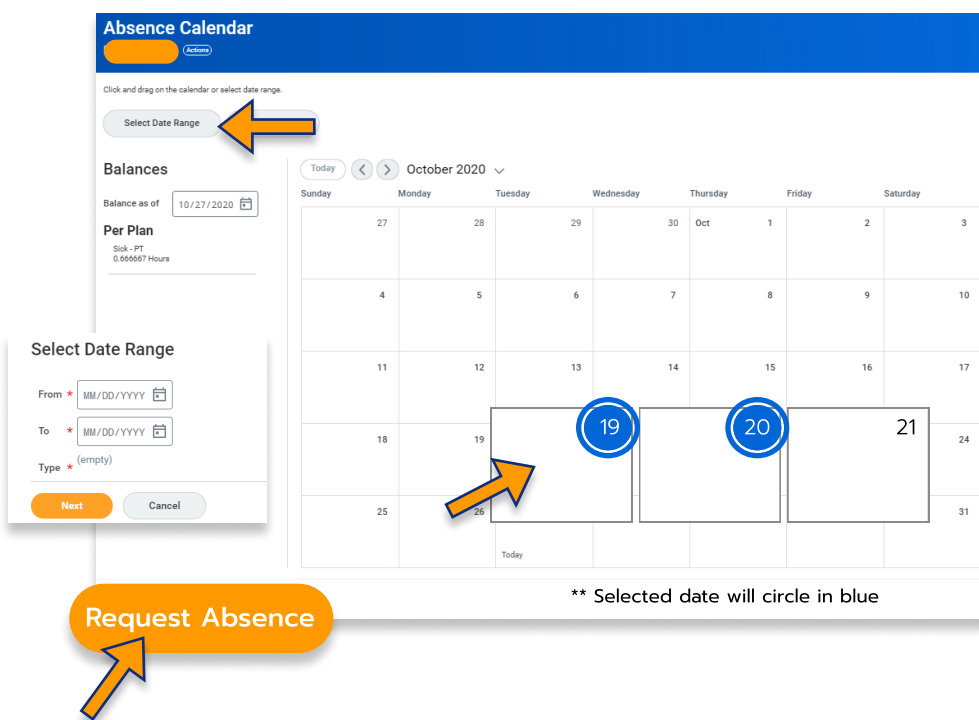 Absence Calendar
Actions
Click and drag on the calendar or select date range.
Select Date Range
Balances
Balance as of 10/27/2020
Per Plan
Sick - PT
0.666667 Hours
Today < > October 2020
Sunday Monday Tuesday Wednesday Thursday Friday Saturday
27 28 29 30 Oct 1 2 3
4 5 6 7 8 9 10
11 12 13 14 15 16 17
18 19 24
19 20 21
25 26 31
Today
Select Date Range
From * MM/DD/YYYY
To * MM/DD/YYYY
Type * (empty)
Next Cancel
** Selected date will circle in blue
Request Absence